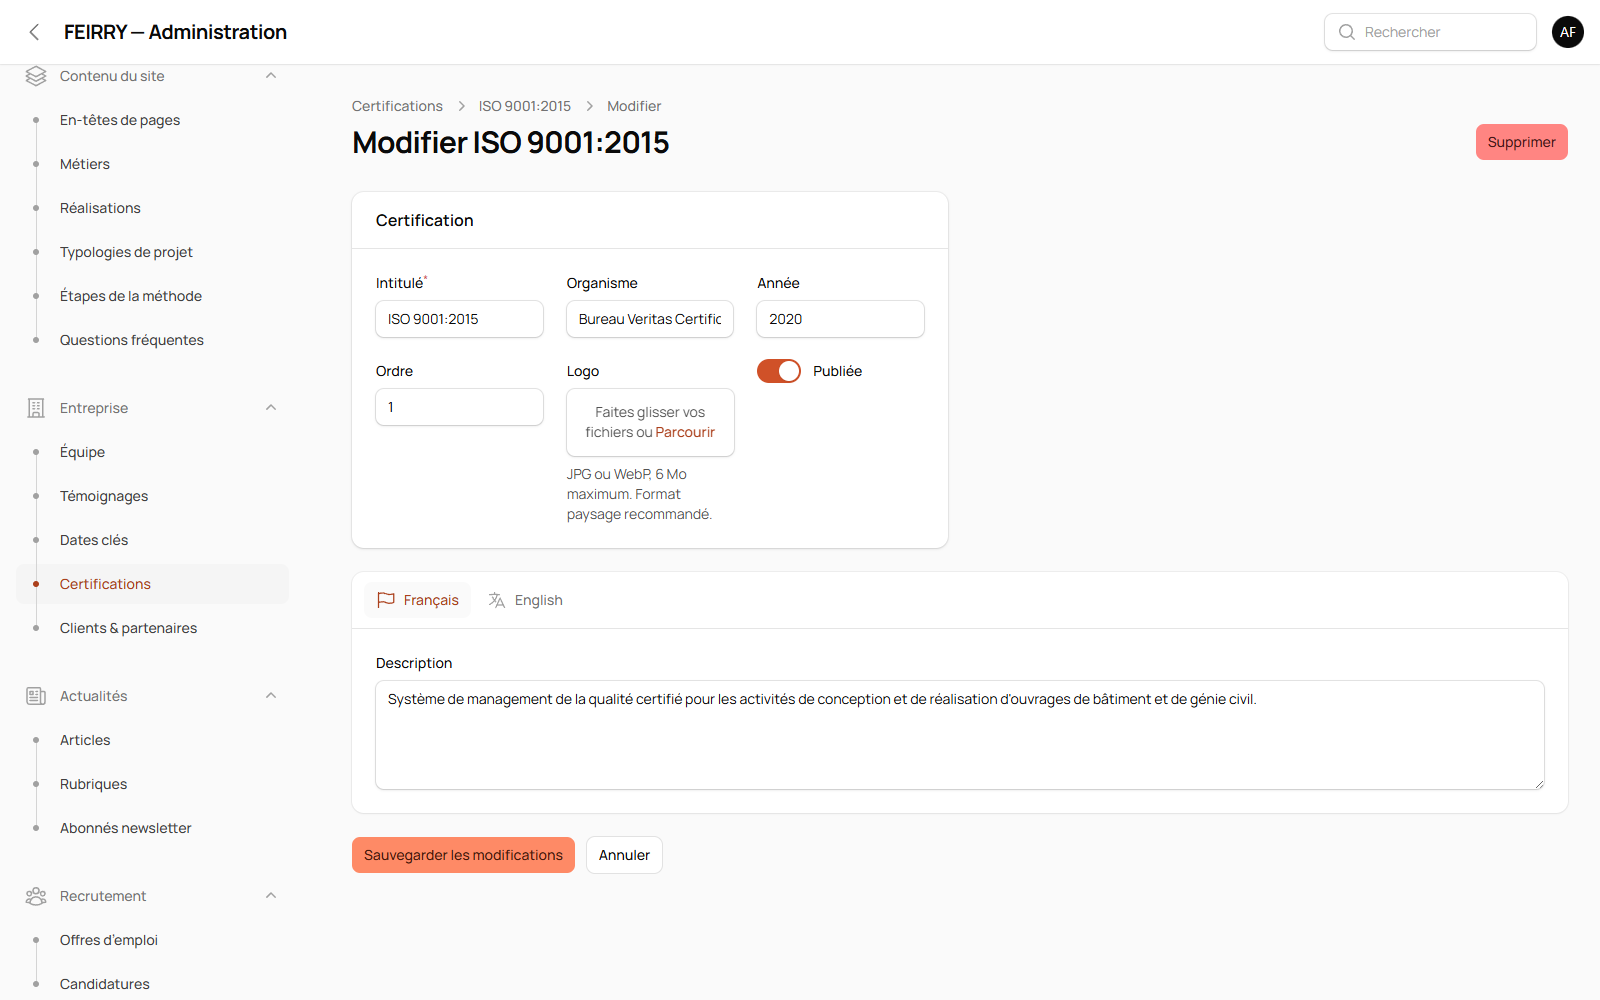 FEIRRY — Administration
Rechercher
AF
Contenu du site
En-têtes de pages
Métiers
Réalisations
Typologies de projet
Étapes de la méthode
Questions fréquentes
Entreprise
Équipe
Témoignages
Dates clés
Certifications
Clients & partenaires
Actualités
Articles
Rubriques
Abonnés newsletter
Recrutement
Offres d'emploi
Candidatures
Certifications > ISO 9001:2015 > Modifier
Modifier ISO 9001:2015
Supprimer
Certification
Intitulé*
ISO 9001:2015
Organisme
Bureau Veritas Certific
Année
2020
Ordre
1
Logo
Faites glisser vos
fichiers ou Parcourir
JPG ou WebP, 6 Mo
maximum. Format
paysage recommandé.
Publiée
Français
English
Description
Système de management de la qualité certifié pour les activités de conception et de réalisation d'ouvrages de bâtiment et de génie civil.
Sauvegarder les modifications
Annuler